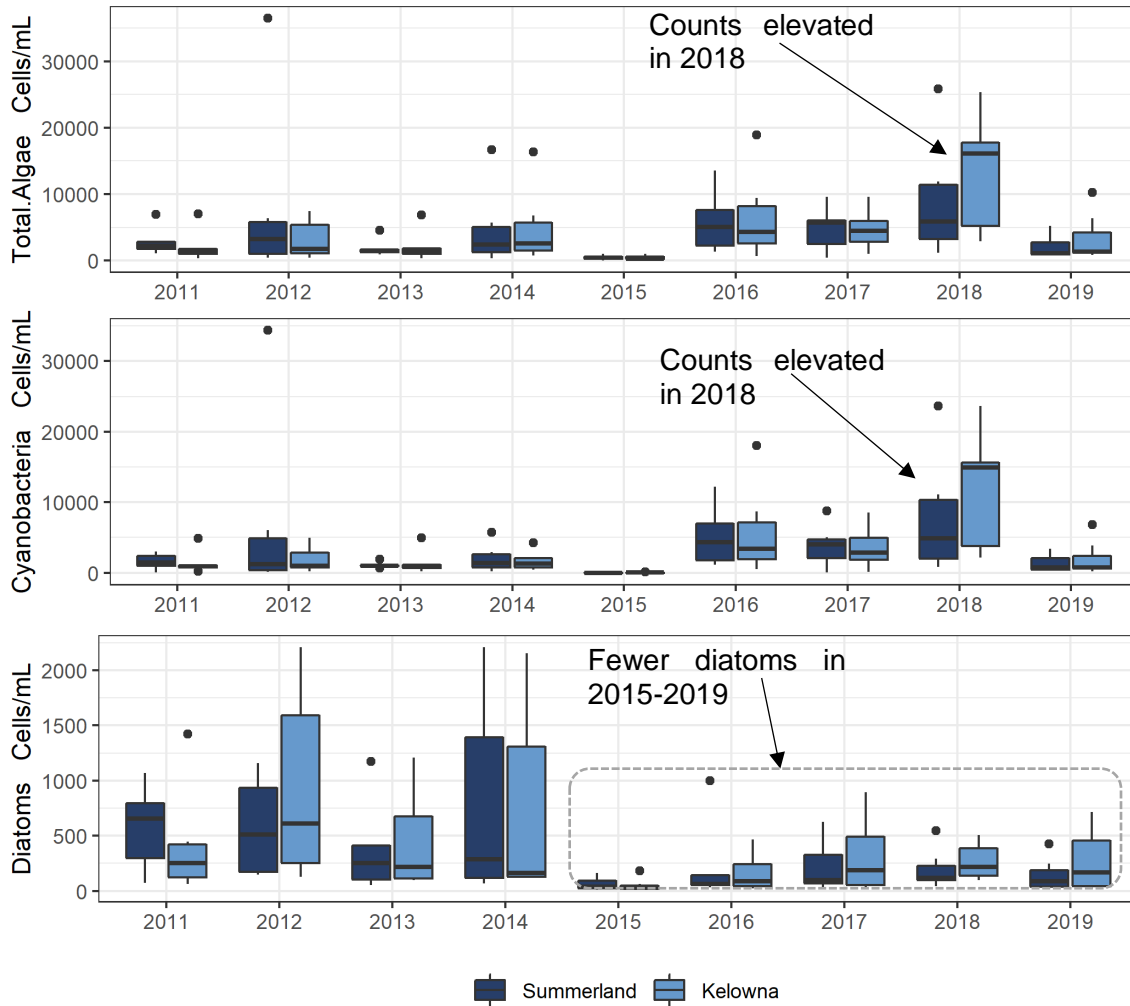 Total.Algae Cells/mL
30000
20000
10000
0
Counts elevated
in 2018
2011 2012 2013 2014 2015 2016 2017 2018 2019
Cyanobacteria Cells/mL
30000
20000
10000
0
Counts elevated
in 2018
2011 2012 2013 2014 2015 2016 2017 2018 2019
Diatoms Cells/mL
2000
1500
1000
500
0
Fewer diatoms in
2015-2019
2011 2012 2013 2014 2015 2016 2017 2018 2019
Summerland Kelowna